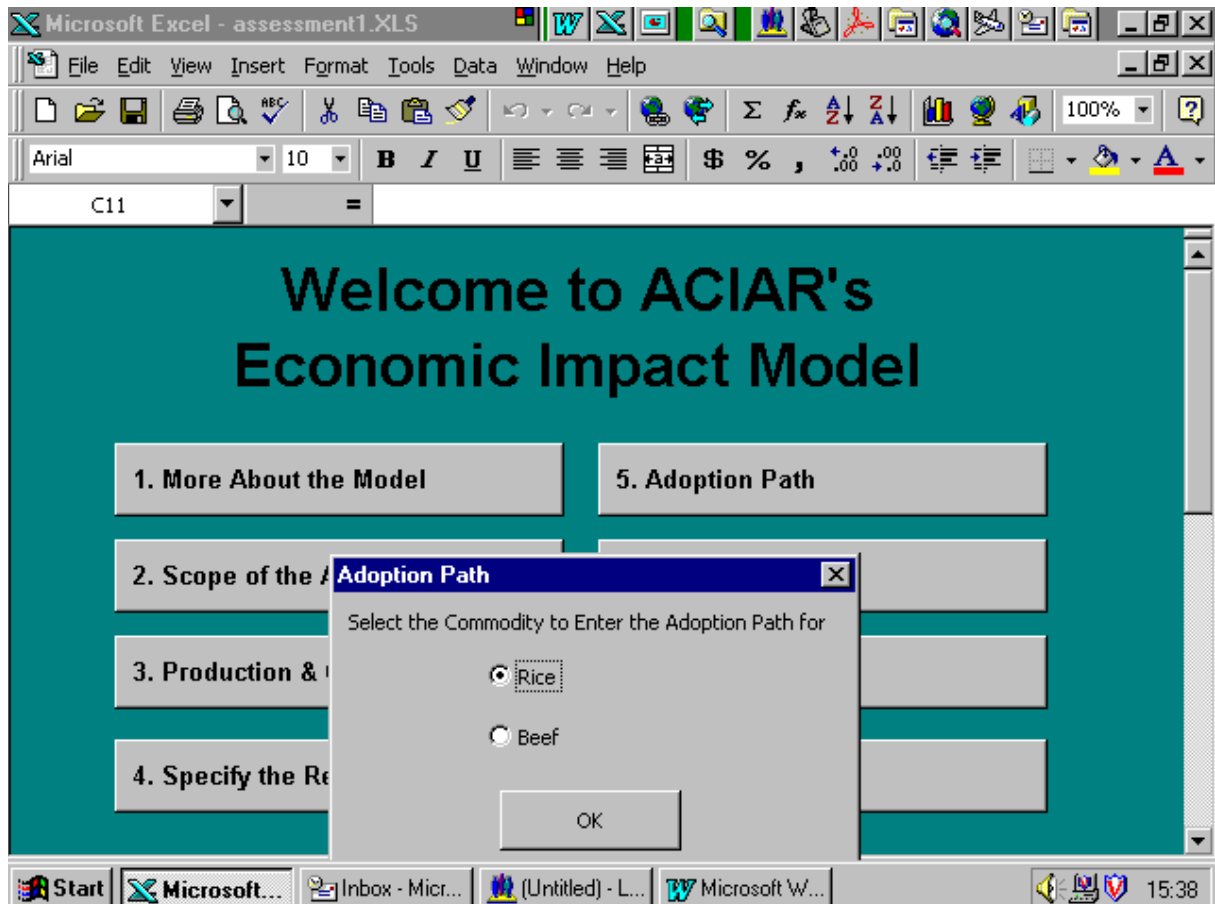 Microsoft Excel - assessment1.XLS
File Edit View Insert Format Tools Data Window Help
100%
Arial 10 B I U $ % ,
C11 =
Welcome to ACIAR's
Economic Impact Model
1. More About the Model
5. Adoption Path
2. Scope of the A
3. Production &
4. Specify the Re
Adoption Path
Select the Commodity to Enter the Adoption Path for
Rice
Beef
OK
Start Microsoft... Inbox - Micr... (Untitled) - L... Microsoft W... 15:38